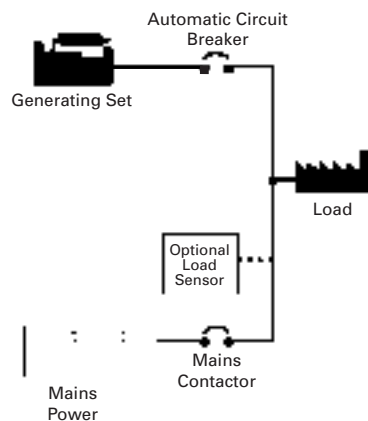 Automatic Circuit
Breaker
Generating Set
Load
Optional
Load
Sensor
Mains
Contactor
Mains
Power